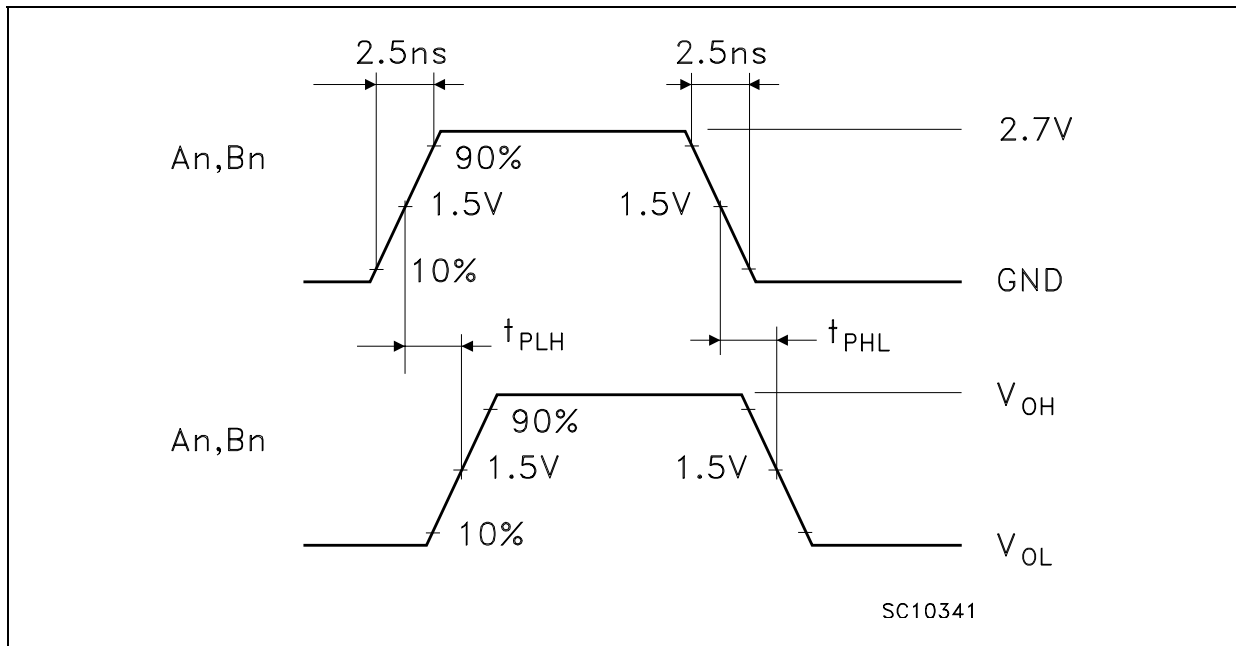 2.5ns 2.5ns
2.7V
An,Bn
90%
1.5V 1.5V
10%
GND
tPLH tPHL
VOH
An,Bn
90%
1.5V 1.5V
10%
VOL
SC10341